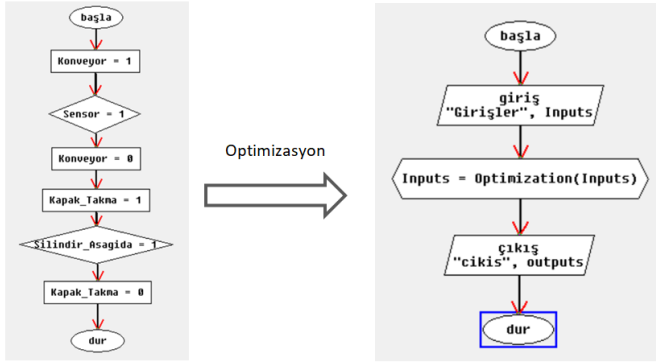 başla
Konveyor = 1
Sensor = 1
Konveyor = 0
Kapak_Takma = 1
Silindir_Asagida = 1
Kapak_Takma = 0
dur
Optimizasyon
başla
giriş
"Girişler", Inputs
Inputs = Optimization(Inputs)
çıkış
"cikis", outputs
dur